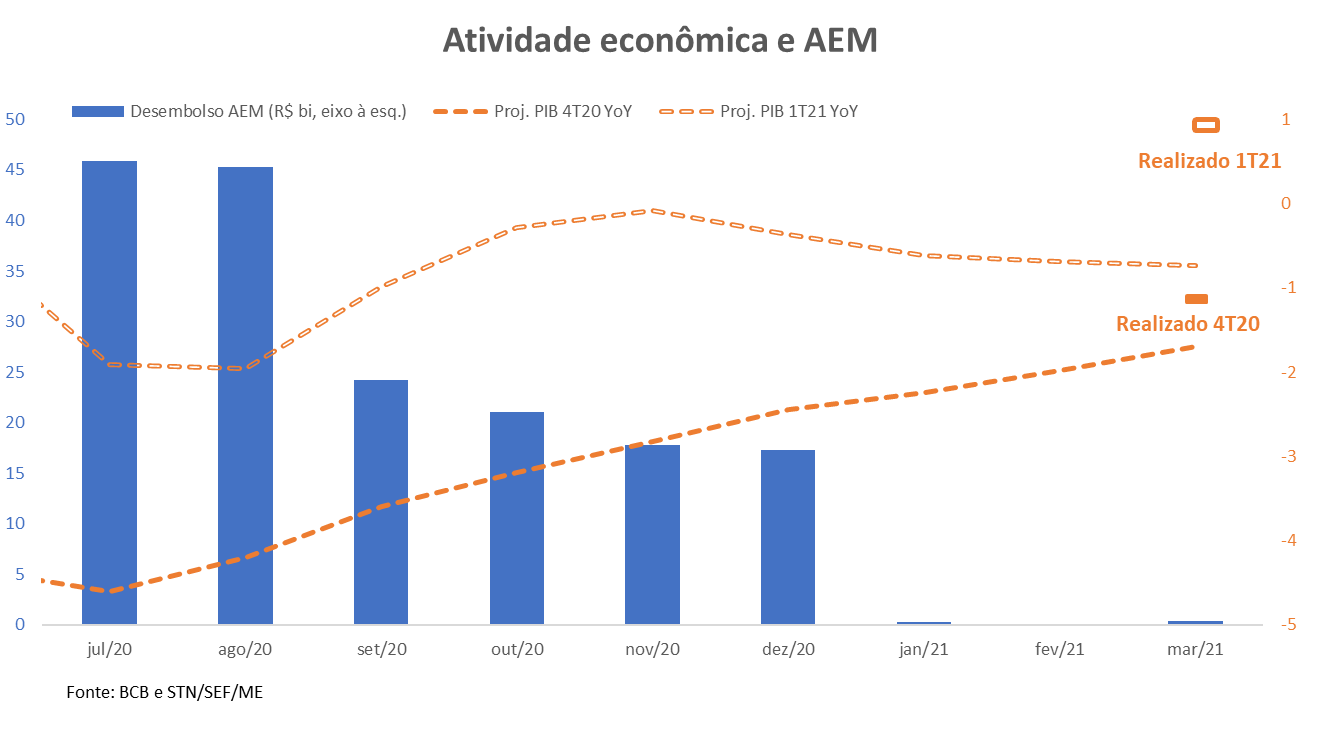 Atividade econômica e AEM
Desembolso AEM (R$ bi, eixo à esq.) Proj. PIB 4T20 YoY Proj. PIB 1T21 YoY
50 1
Realizado 1T21
45
40 0
35
-1
30
Realizado 4T20
25
-2
20
15 -3
10
-4
5
0 -5
jul/20 ago/20 set/20 out/20 nov/20 dez/20 jan/21 fev/21 mar/21
Fonte: BCB e STN/SEF/ME